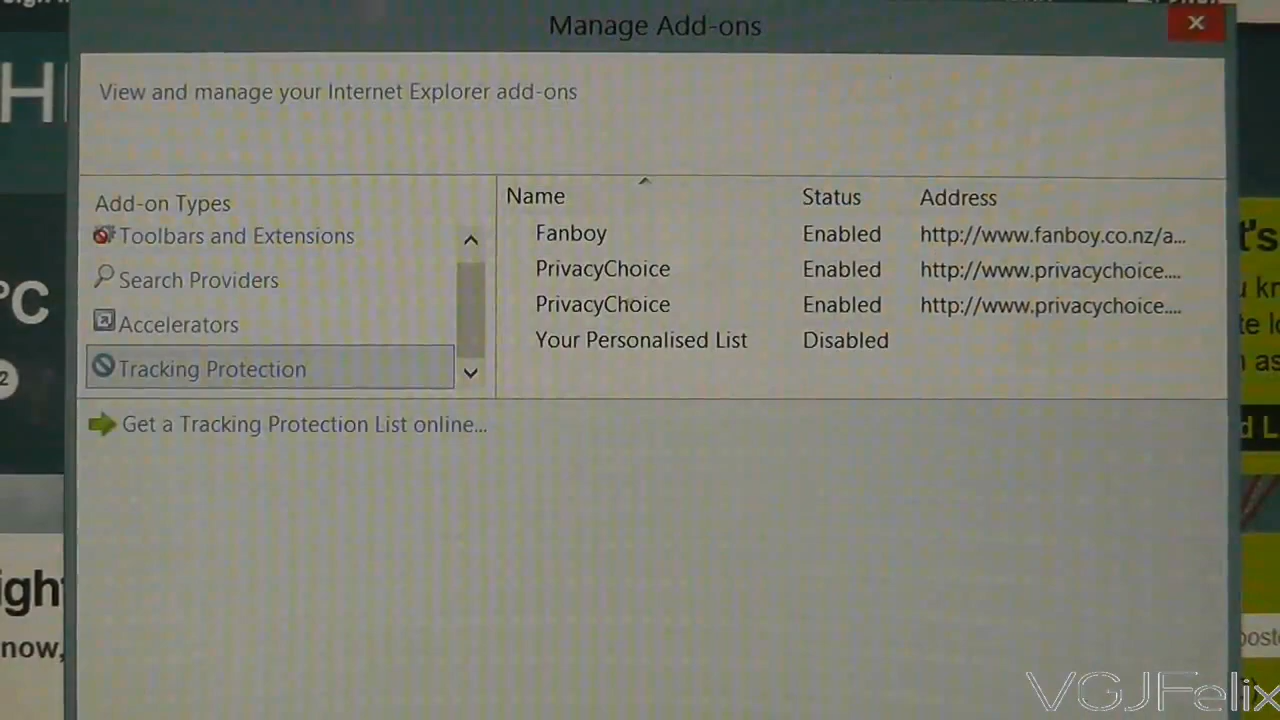 Manage Add-ons
View and manage your Internet Explorer add-ons
Add-on Types
Toolbars and Extensions
Search Providers
Accelerators
Tracking Protection
Name Status Address
Fanboy Enabled http://www.fanboy.co.nz/a...
PrivacyChoice Enabled http://www.privacychoice....
PrivacyChoice Enabled http://www.privacychoice....
Your Personalised List Disabled
Get a Tracking Protection List online...
°C
2
now,
VGJFelix